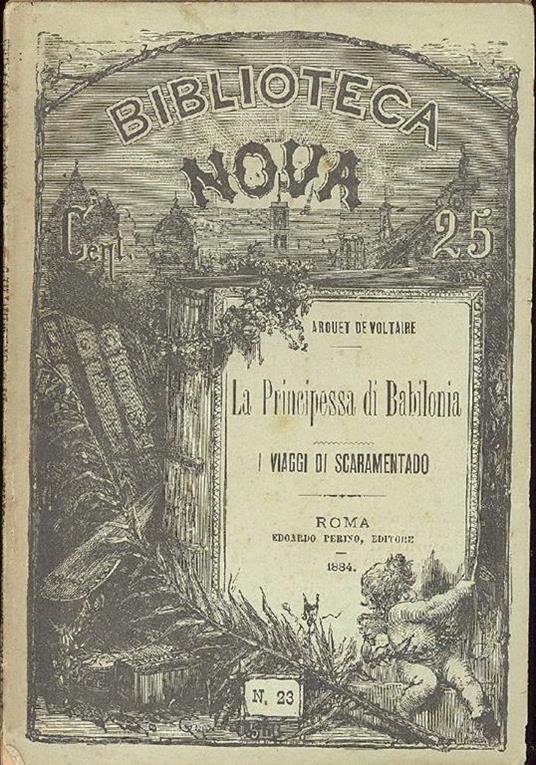 BIBLIOTECA
NOVA
Cent. 25
AROUET DE VOLTAIRE
La Principessa di Babilonia
I VIAGGI DI SCARAMENTADO
ROMA
EDOARDO PERINO, EDITORE
1884.
N. 23